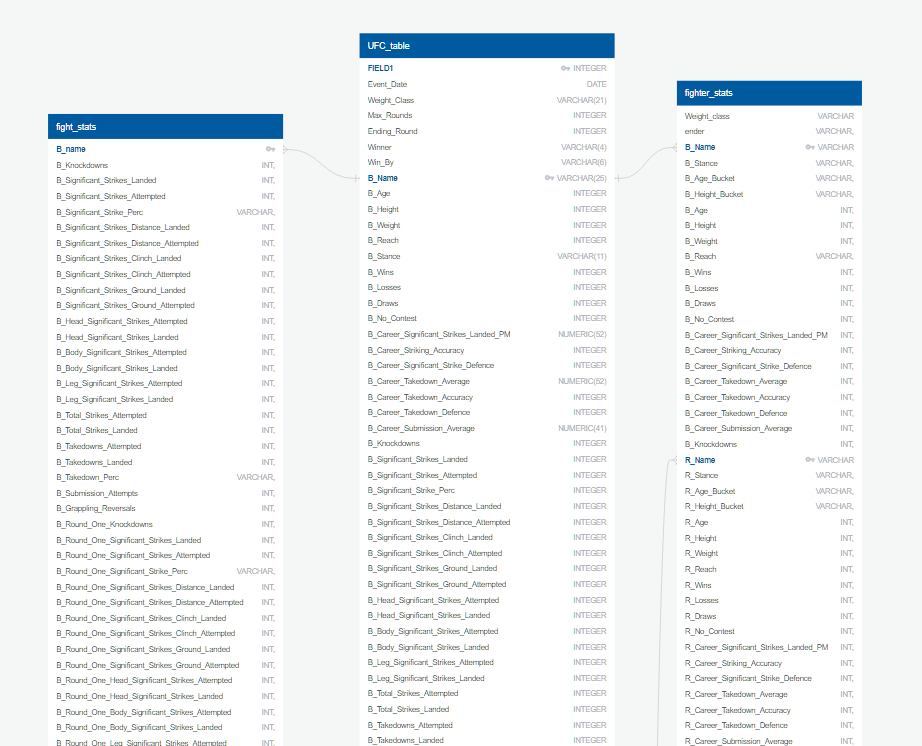 fight_stats
B_name
B_Knockdowns INT,
B_Significant_Strikes_Landed INT,
B_Significant_Strikes_Attempted INT,
B_Significant_Strike_Perc VARCHAR,
B_Significant_Strikes_Distance_Landed INT,
B_Significant_Strikes_Distance_Attempted INT,
B_Significant_Strikes_Clinch_Landed INT,
B_Significant_Strikes_Clinch_Attempted INT,
B_Significant_Strikes_Ground_Landed INT,
B_Significant_Strikes_Ground_Attempted INT,
B_Head_Significant_Strikes_Attempted INT,
B_Head_Significant_Strikes_Landed INT,
B_Body_Significant_Strikes_Attempted INT,
B_Body_Significant_Strikes_Landed INT,
B_Leg_Significant_Strikes_Attempted INT,
B_Leg_Significant_Strikes_Landed INT,
B_Total_Strikes_Attempted INT,
B_Total_Strikes_Landed INT,
B_Takedowns_Attempted INT,
B_Takedowns_Landed INT,
B_Takedown_Perc VARCHAR,
B_Submission_Attempts INT,
B_Grappling_Reversals INT,
B_Round_One_Knockdowns INT,
B_Round_One_Significant_Strikes_Landed INT,
B_Round_One_Significant_Strikes_Attempted INT,
B_Round_One_Significant_Strike_Perc VARCHAR,
B_Round_One_Significant_Strikes_Distance_Landed INT,
B_Round_One_Significant_Strikes_Distance_Attempted INT,
B_Round_One_Significant_Strikes_Clinch_Landed INT,
B_Round_One_Significant_Strikes_Clinch_Attempted INT,
B_Round_One_Significant_Strikes_Ground_Landed INT,
B_Round_One_Significant_Strikes_Ground_Attempted INT,
B_Round_One_Head_Significant_Strikes_Attempted INT,
B_Round_One_Head_Significant_Strikes_Landed INT,
B_Round_One_Body_Significant_Strikes_Attempted INT,
B_Round_One_Body_Significant_Strikes_Landed INT,
B_Round_One_Leg_Significant_Strikes_Attempted INT,
UFC_table
FIELD1 INTEGER
Event_Date DATE
Weight_Class VARCHAR(21)
Max_Rounds INTEGER
Ending_Round INTEGER
Winner VARCHAR(4)
Win_By VARCHAR(6)
B_Name VARCHAR(25)
B_Age INTEGER
B_Height INTEGER
B_Weight INTEGER
B_Reach INTEGER
B_Stance VARCHAR(11)
B_Wins INTEGER
B_Losses INTEGER
B_Draws INTEGER
B_No_Contest INTEGER
B_Career_Significant_Strikes_Landed_PM NUMERIC(52)
B_Career_Striking_Accuracy INTEGER
B_Career_Significant_Strike_Defence INTEGER
B_Career_Takedown_Average NUMERIC(52)
B_Career_Takedown_Accuracy INTEGER
B_Career_Takedown_Defence INTEGER
B_Career_Submission_Average NUMERIC(41)
B_Knockdowns INTEGER
B_Significant_Strikes_Landed INTEGER
B_Significant_Strikes_Attempted INTEGER
B_Significant_Strike_Perc INTEGER
B_Significant_Strikes_Distance_Landed INTEGER
B_Significant_Strikes_Distance_Attempted INTEGER
B_Significant_Strikes_Clinch_Landed INTEGER
B_Significant_Strikes_Clinch_Attempted INTEGER
B_Significant_Strikes_Ground_Landed INTEGER
B_Significant_Strikes_Ground_Attempted INTEGER
B_Head_Significant_Strikes_Attempted INTEGER
B_Head_Significant_Strikes_Landed INTEGER
B_Body_Significant_Strikes_Attempted INTEGER
B_Body_Significant_Strikes_Landed INTEGER
B_Leg_Significant_Strikes_Attempted INTEGER
B_Leg_Significant_Strikes_Landed INTEGER
B_Total_Strikes_Attempted INTEGER
B_Total_Strikes_Landed INTEGER
B_Takedowns_Attempted INTEGER
B_Takedowns_Landed INTEGER
fighter_stats
Weight_class VARCHAR
ender VARCHAR,
B_Name VARCHAR
B_Stance VARCHAR,
B_Age_Bucket VARCHAR,
B_Height_Bucket VARCHAR,
B_Age INT,
B_Height INT,
B_Weight INT,
B_Reach VARCHAR,
B_Wins INT,
B_Losses INT,
B_Draws INT,
B_No_Contest INT,
B_Career_Significant_Strikes_Landed_PM INT,
B_Career_Striking_Accuracy INT,
B_Career_Significant_Strike_Defence INT,
B_Career_Takedown_Average INT,
B_Career_Takedown_Accuracy INT,
B_Career_Takedown_Defence INT,
B_Career_Submission_Average INT,
B_Knockdowns INT,
R_Name VARCHAR
R_Stance VARCHAR,
R_Age_Bucket VARCHAR,
R_Height_Bucket VARCHAR,
R_Age INT,
R_Height INT,
R_Weight INT,
R_Reach INT,
R_Wins INT,
R_Losses INT,
R_Draws INT,
R_No_Contest INT,
R_Career_Significant_Strikes_Landed_PM INT,
R_Career_Striking_Accuracy INT,
R_Career_Significant_Strike_Defence INT,
R_Career_Takedown_Average INT,
R_Career_Takedown_Accuracy INT,
R_Career_Takedown_Defence INT,
R_Career_Submission_Average INT,